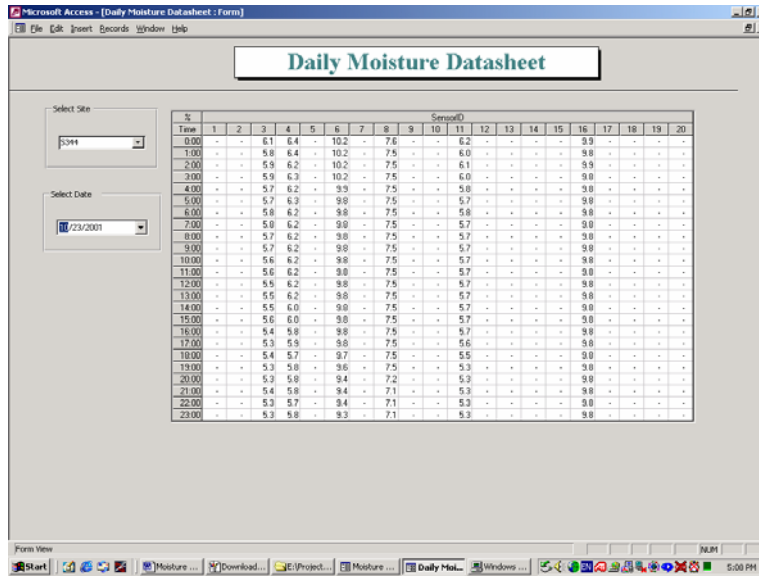 Microsoft Access - [Daily Moisture Datasheet : Form]
File Edit Insert Records Window Help
Daily Moisture Datasheet
Select Site
5344
Select Date
10/23/2001
% SensorID
Time 1 2 3 4 5 6 7 8 9 10 11 12 13 14 15 16 17 18 19 20
0:00 - - 6.1 6.4 - 10.2 - 7.6 - - 6.2 - - - - 9.9 - - - -
1:00 - - 5.8 6.4 - 10.2 - 7.5 - - 6.0 - - - - 9.8 - - - -
2:00 - - 5.9 6.2 - 10.2 - 7.5 - - 6.1 - - - - 9.9 - - - -
3:00 - - 5.9 6.3 - 10.2 - 7.5 - - 6.0 - - - - 9.8 - - - -
4:00 - - 5.7 6.2 - 9.9 - 7.5 - - 5.8 - - - - 9.8 - - - -
5:00 - - 5.7 6.3 - 9.8 - 7.5 - - 5.7 - - - - 9.8 - - - -
6:00 - - 5.8 6.2 - 9.8 - 7.5 - - 5.8 - - - - 9.8 - - - -
7:00 - - 5.8 6.2 - 9.8 - 7.5 - - 5.7 - - - - 9.8 - - - -
8:00 - - 5.7 6.2 - 9.8 - 7.5 - - 5.7 - - - - 9.8 - - - -
9:00 - - 5.7 6.2 - 9.8 - 7.5 - - 5.7 - - - - 9.8 - - - -
10:00 - - 5.6 6.2 - 9.8 - 7.5 - - 5.7 - - - - 9.8 - - - -
11:00 - - 5.6 6.2 - 9.8 - 7.5 - - 5.7 - - - - 9.8 - - - -
12:00 - - 5.5 6.2 - 9.8 - 7.5 - - 5.7 - - - - 9.8 - - - -
13:00 - - 5.5 6.2 - 9.8 - 7.5 - - 5.7 - - - - 9.8 - - - -
14:00 - - 5.5 6.0 - 9.8 - 7.5 - - 5.7 - - - - 9.8 - - - -
15:00 - - 5.6 6.0 - 9.8 - 7.5 - - 5.7 - - - - 9.8 - - - -
16:00 - - 5.4 5.8 - 9.8 - 7.5 - - 5.7 - - - - 9.8 - - - -
17:00 - - 5.3 5.9 - 9.8 - 7.5 - - 5.6 - - - - 9.8 - - - -
18:00 - - 5.4 5.7 - 9.7 - 7.5 - - 5.5 - - - - 9.8 - - - -
19:00 - - 5.3 5.8 - 9.6 - 7.5 - - 5.3 - - - - 9.8 - - - -
20:00 - - 5.3 5.8 - 9.4 - 7.2 - - 5.3 - - - - 9.8 - - - -
21:00 - - 5.4 5.8 - 9.4 - 7.1 - - 5.3 - - - - 9.8 - - - -
22:00 - - 5.3 5.7 - 9.4 - 7.1 - - 5.3 - - - - 9.8 - - - -
23:00 - - 5.3 5.8 - 9.3 - 7.1 - - 5.3 - - - - 9.8 - - - -
Form View NUM
Start Moisture ... Download... E:\Project... Moisture ... Daily Moi... Windows ... 5:00 PM